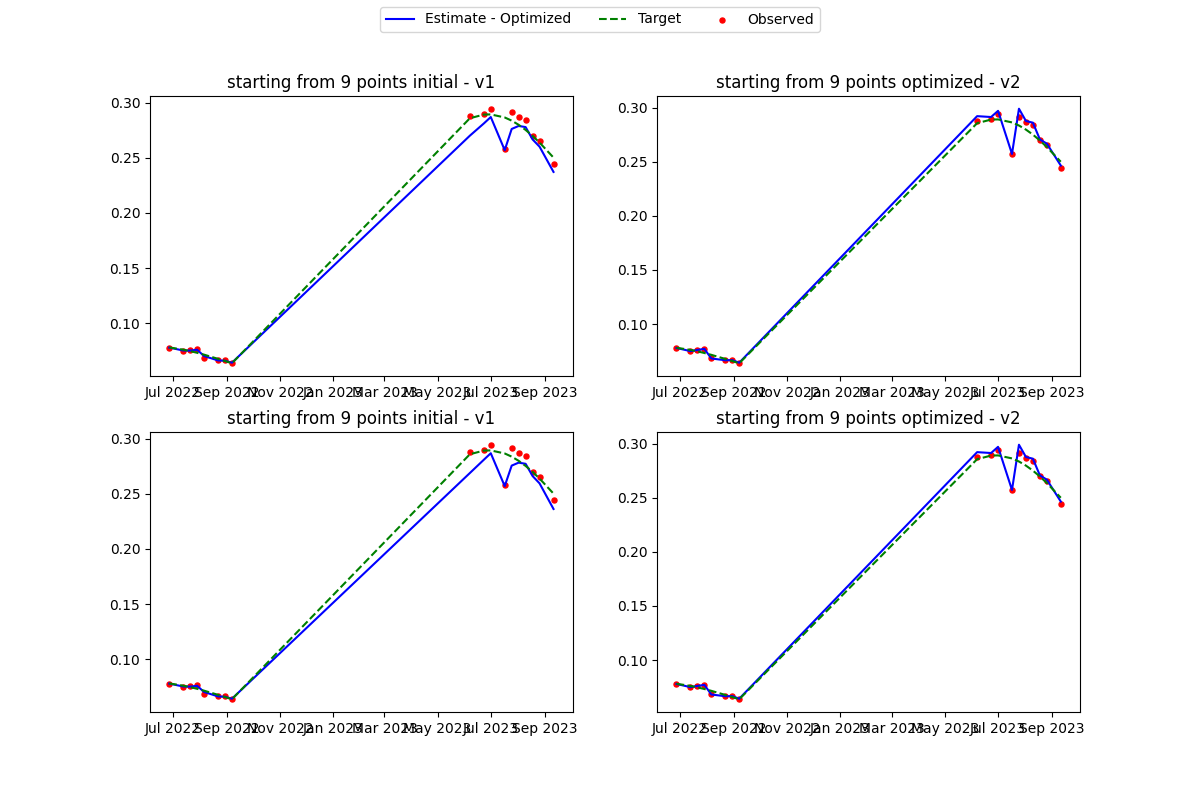 Estimate - Optimized Target Observed
starting from 9 points initial - v1 starting from 9 points optimized - v2
0.30 0.30
0.25 0.25
0.20 0.20
0.15 0.15
0.10 0.10
Jul 2022 Sep 2022 Nov 2022 Jan 2023 Mar 2023 May 2023 Jul 2023 Sep 2023 Jul 2022 Sep 2022 Nov 2022 Jan 2023 Mar 2023 May 2023 Jul 2023 Sep 2023
starting from 9 points initial - v1 starting from 9 points optimized - v2
0.30 0.30
0.25 0.25
0.20 0.20
0.15 0.15
0.10 0.10
Jul 2022 Sep 2022 Nov 2022 Jan 2023 Mar 2023 May 2023 Jul 2023 Sep 2023 Jul 2022 Sep 2022 Nov 2022 Jan 2023 Mar 2023 May 2023 Jul 2023 Sep 2023